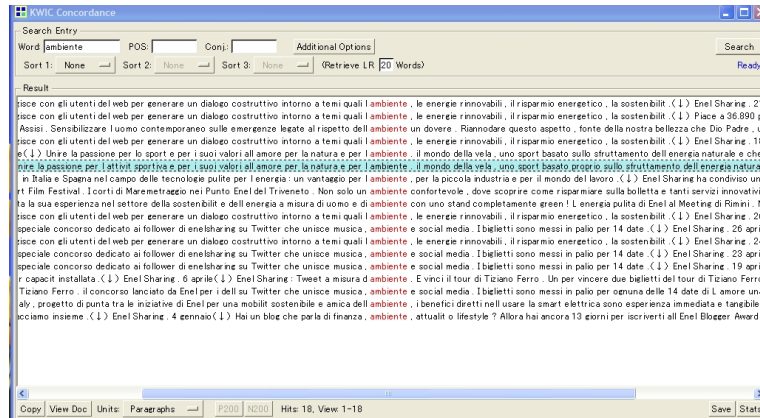 KWIC Concordance
Search Entry
Word: ambiente POS: Conj.: Additional Options Search
Sort 1: None Sort 2: None Sort 3: None (Retrieve LR 20 Words) Ready
Result
gisce con gli utenti del web per generare un dialogo costruttivo intorno a temi quali l ambiente , le energie rinnovabili , il risparmio energetico , la sostenibilit .(↓) Enel Sharing . 2
gisce con gli utenti del web per generare un dialogo costruttivo intorno a temi quali l ambiente , le energie rinnovabili , il risparmio energetico , la sostenibilit .(↓) Piace a 36.890 p
Assisi . Sensibilizzare l uomo contemporaneo sulle emergenze legate al rispetto dell ambiente un dovere . Riannodare questo aspetto , fonte della nostra bellezza che Dio Padre , u
gisce con gli utenti del web per generare un dialogo costruttivo intorno a temi quali l ambiente , le energie rinnovabili , il risparmio energetico , la sostenibilit .(↓) Enel Sharing . 18
e(↓) Unire la passione per lo sport e per i suoi valori all amore per la natura e per l ambiente , il mondo della vela , uno sport basato sullo sfruttamento dell energia naturale e che
nire la passione per l attivit sportiva e per i suoi valori all amore per la natura e per l ambiente , il mondo della vela , uno sport basato proprio sullo sfruttamento dell energia natura
in Italia e Spagna nel campo delle tecnologie pulite per l energia : un vantaggio per l ambiente , per la piccola industria e per il mondo del lavoro .(↓) Enel Sharing ha condiviso un
rt Film Festival . I corti di Maremetraggio nei Punto Enel del Triveneto . Non solo un ambiente confortevole , dove scoprire come risparmiare sulla bolletta e tanti servizi innovativi
ta la sua esperienza nel settore della sostenibilit e dell energia a misura di uomo e di ambiente con uno stand completamente green ! L energia pulita di Enel al Meeting di Rimini . N
gisce con gli utenti del web per generare un dialogo costruttivo intorno a temi quali l ambiente , le energie rinnovabili , il risparmio energetico , la sostenibilit .(↓) Enel Sharing . 20
speciale concorso dedicato ai follower di enelsharing su Twitter che unisce musica , ambiente e social media . I biglietti sono messi in palio per 14 date .(↓) Enel Sharing . 26 apri
gisce con gli utenti del web per generare un dialogo costruttivo intorno a temi quali l ambiente , le energie rinnovabili , il risparmio energetico , la sostenibilit .(↓) Enel Sharing . 24
speciale concorso dedicato ai follower di enelsharing su Twitter che unisce musica , ambiente e social media . I biglietti sono messi in palio per 14 date .(↓) Enel Sharing . 23 apri
speciale concorso dedicato ai follower di enelsharing su Twitter che unisce musica , ambiente e social media . I biglietti sono messi in palio per 14 date .(↓) Enel Sharing . 19 apri
r capacit installata .(↓) Enel Sharing . 6 aprile(↓) Enel Sharing : Tweet a misura d ambiente . E vinci il tour di Tiziano Ferro . Un per vincere due biglietti del tour di Tiziano Ferro
Tiziano Ferro . il concorso lanciato da Enel per i dell su Twitter che unisce musica , ambiente e social media . I biglietti sono messi in palio per ognuna delle 14 date di L amore un
aly , progetto di punta tra le iniziative di Enel per una mobilit sostenibile e amica dell ambiente , i benefici diretti nell usare la smart elettrica sono esperienza immediata e tangibile
acciamo insieme .(↓) Enel Sharing . 4 gennaio(↓) Hai un blog che parla di finanza , ambiente , attualit o lifestyle ? Allora hai ancora 13 giorni per iscriverti all Enel Blogger Award
Copy View Doc Units: Paragraphs P200 N200 Hits: 18, View: 1-18 Save Stats